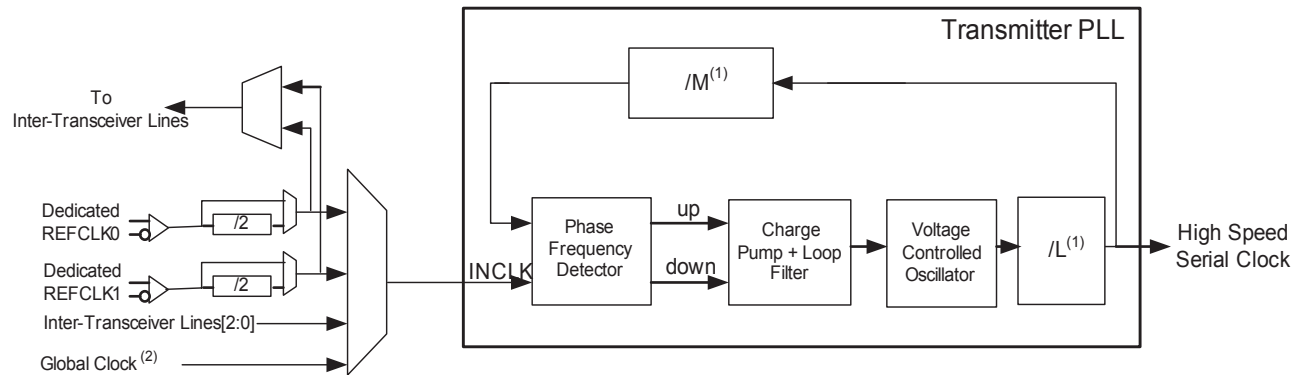 Transmitter PLL
/M(1)
To
Inter-Transceiver Lines
Dedicated
REFCLK0
/2
Dedicated
REFCLK1
/2
Inter-Transceiver Lines[2:0]
Global Clock (2)
INCLK
Phase
Frequency
Detector
up
down
Charge
Pump + Loop
Filter
Voltage
Controlled
Oscillator
/L(1)
High Speed
Serial Clock